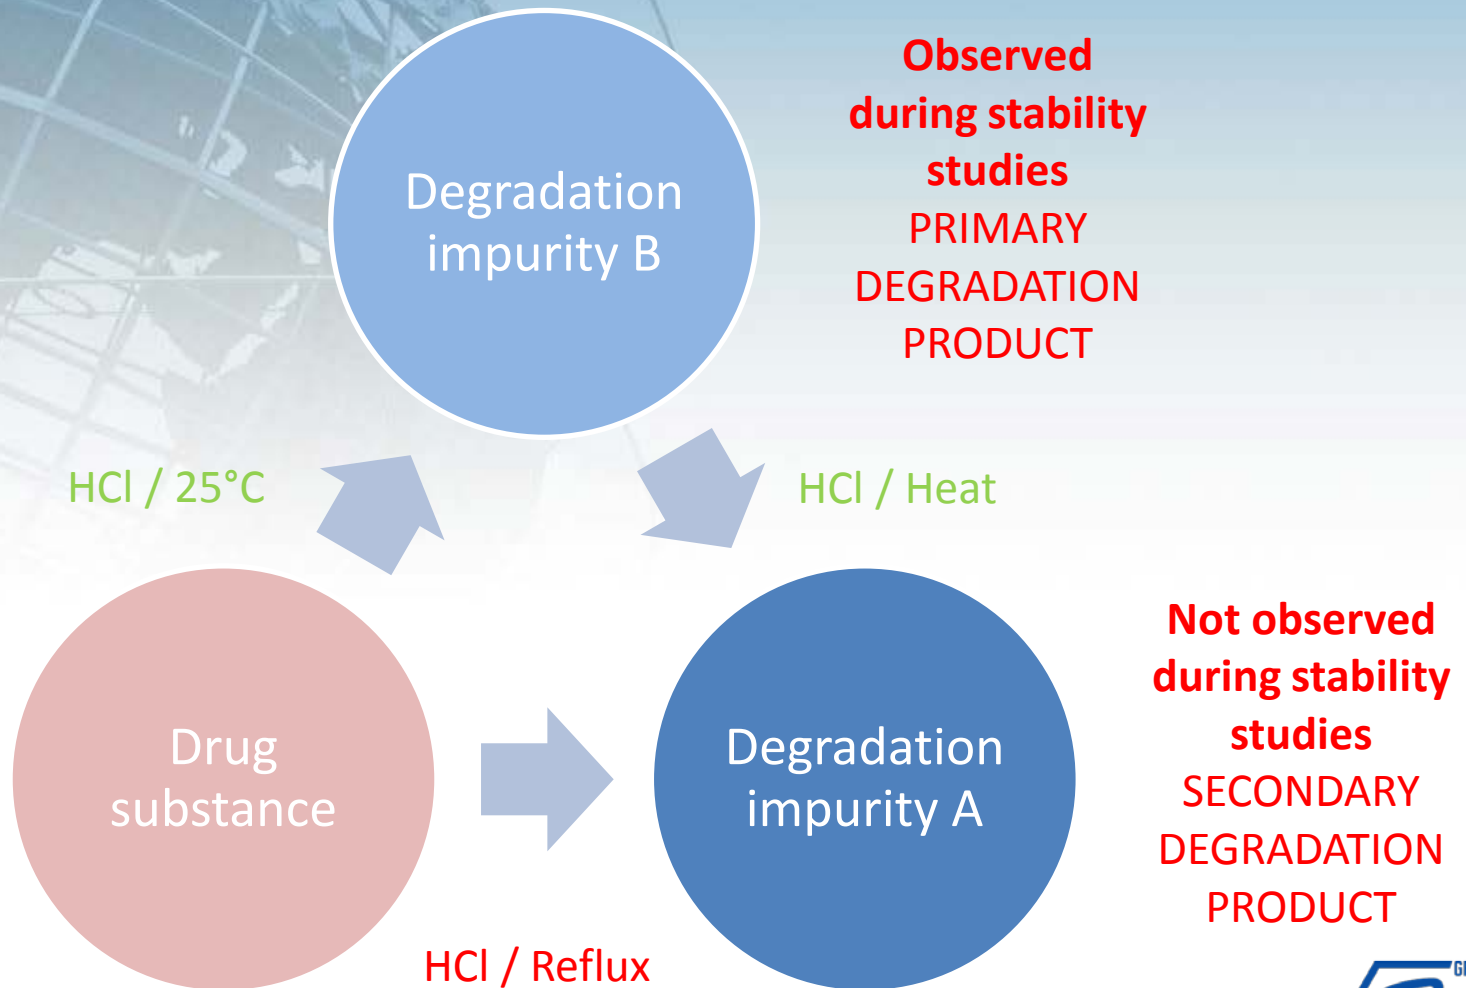 Observed
during stability
studies
PRIMARY
DEGRADATION
PRODUCT
Degradation
impurity B
HCl / 25°C
HCl / Heat
Drug
substance
Degradation
impurity A
Not observed
during stability
studies
SECONDARY
DEGRADATION
PRODUCT
HCl / Reflux